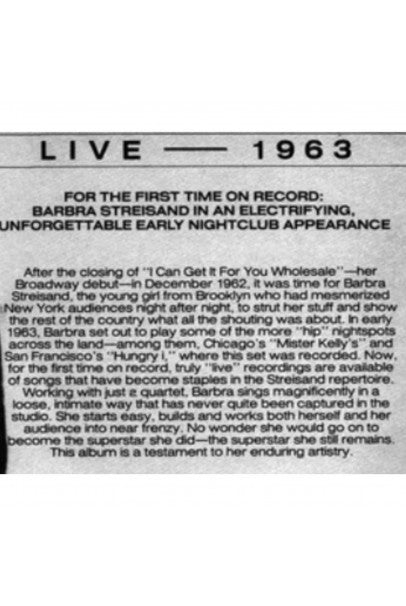 LIVE — 1963
FOR THE FIRST TIME ON RECORD:
BARBRA STREISAND IN AN ELECTRIFYING,
UNFORGETTABLE EARLY NIGHTCLUB APPEARANCE
After the closing of "I Can Get It For You Wholesale"—her
Broadway debut—in December 1962, it was time for Barbra
Streisand, the young girl from Brooklyn who had mesmerized
New York audiences night after night, to strut her stuff and show
the rest of the country what all the shouting was about. In early
1963, Barbra set out to play some of the more "hip" nightspots
across the land—among them, Chicago's "Mister Kelly's" and
San Francisco's "Hungry i," where this set was recorded. Now,
for the first time on record, truly "live" recordings are available
of songs that have become staples in the Streisand repertoire.
Working with just a quartet, Barbra sings magnificently in a
loose, intimate way that has never quite been captured in the
studio. She starts easy, builds and works both herself and her
audience into near frenzy. No wonder she would go on to
become the superstar she did—the superstar she still remains.
This album is a testament to her enduring artistry.